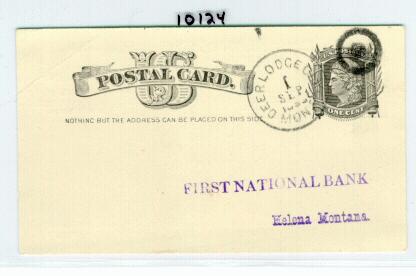 10124
U S
POSTAL CARD.
NOTHING BUT THE ADDRESS CAN BE PLACED ON THIS SIDE
DEER LODGE C
1
SEP.
MON
ONE CENT
FIRST NATIONAL BANK
Helena Montana.